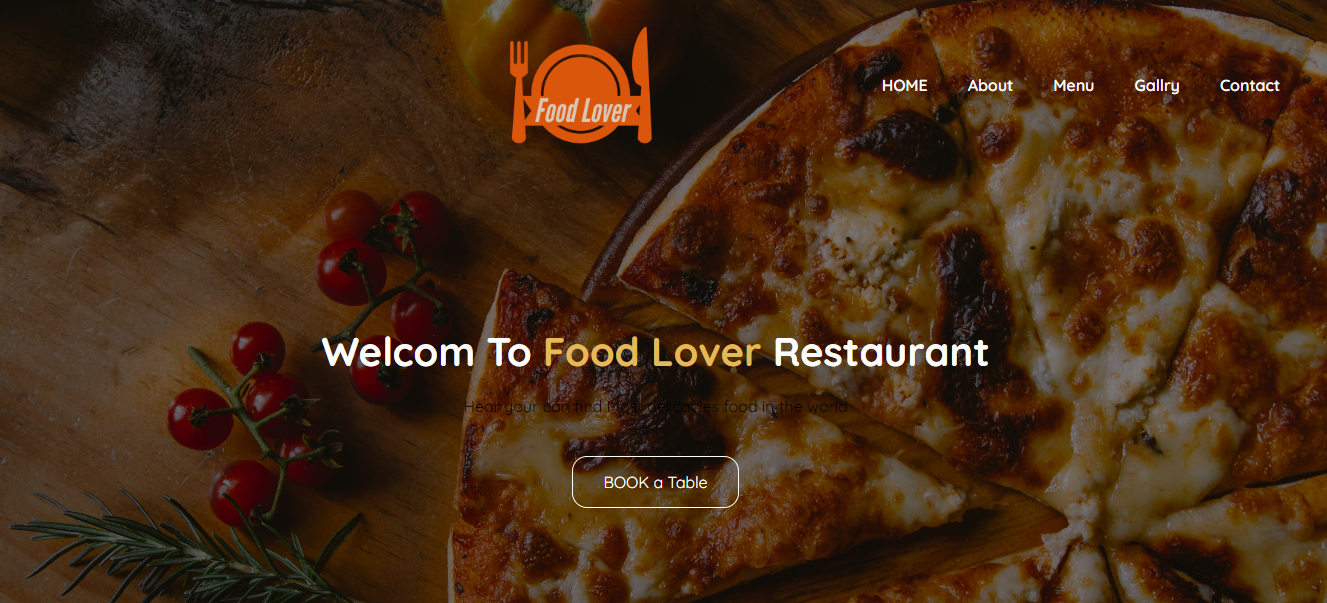 Food Lover
HOME About Menu Gallry Contact
Welcom To Food Lover Restaurant
Hear your can find Most delicories food in the world
BOOK a Table